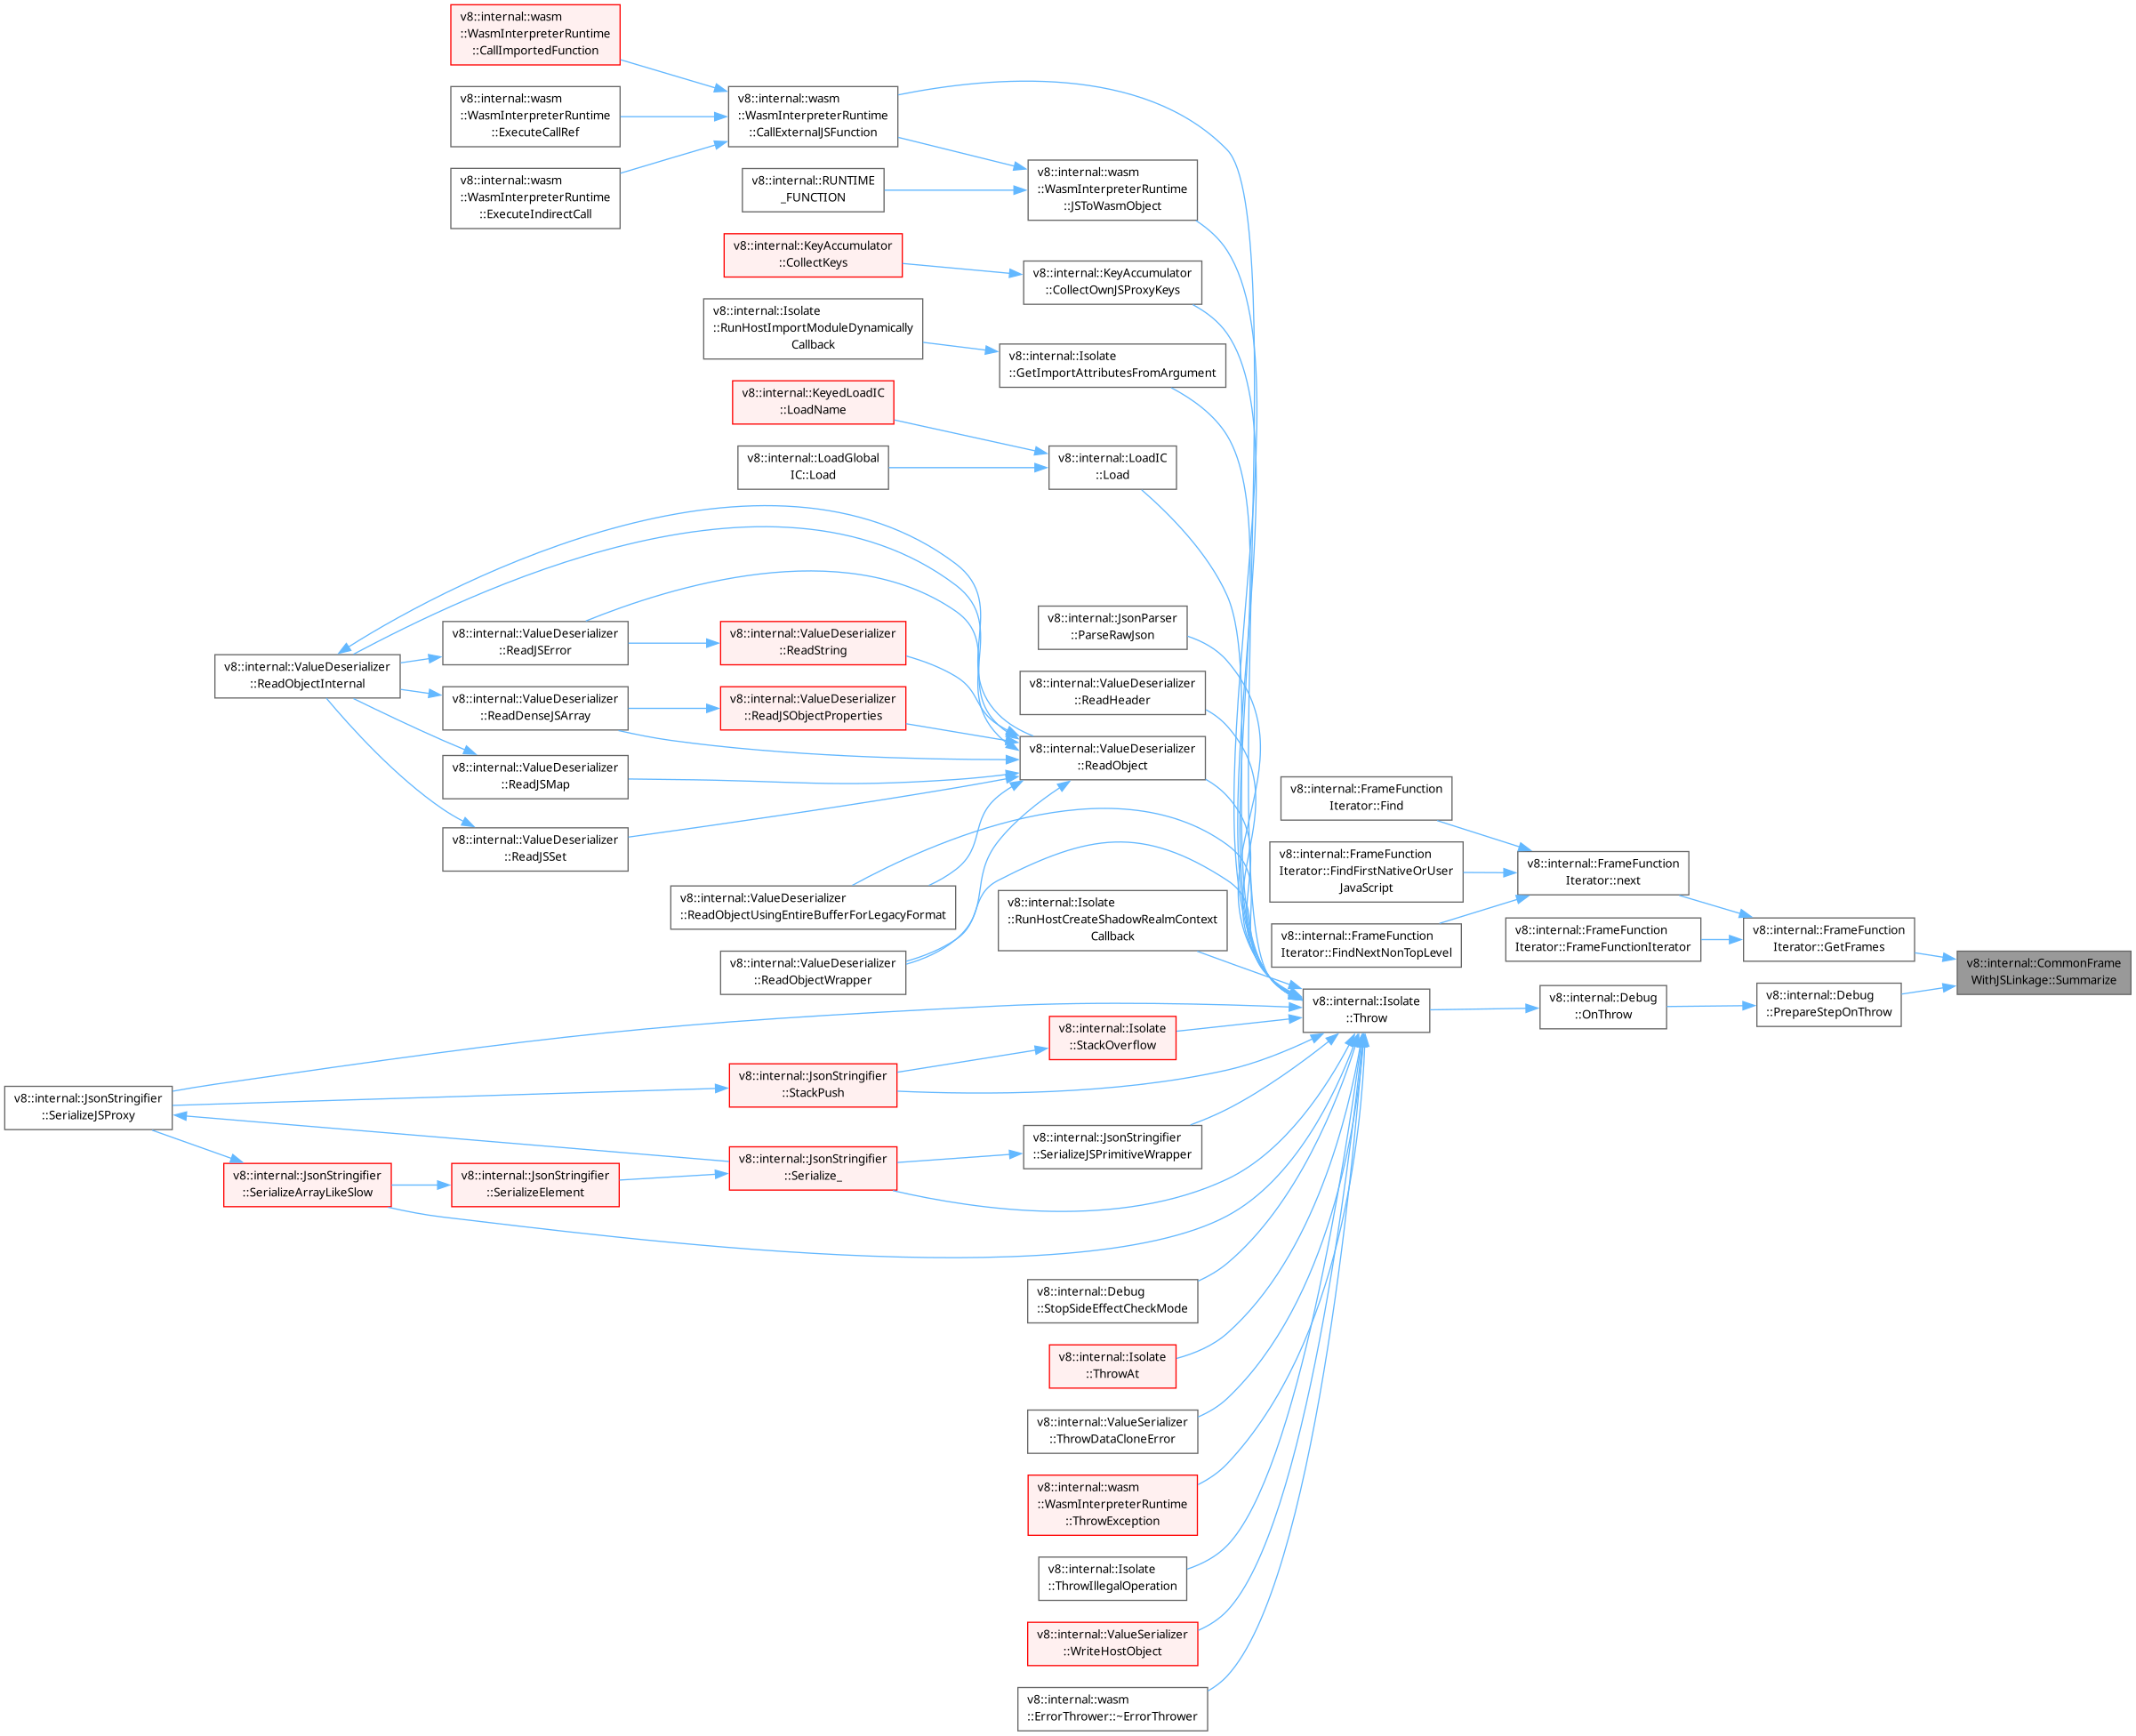 v8::internal::wasm
::WasmInterpreterRuntime
::CallImportedFunction
v8::internal::wasm
::WasmInterpreterRuntime
::ExecuteCallRef
v8::internal::wasm
::WasmInterpreterRuntime
::ExecuteIndirectCall
v8::internal::wasm
::WasmInterpreterRuntime
::CallExternalJSFunction
v8::internal::RUNTIME
_FUNCTION
v8::internal::wasm
::WasmInterpreterRuntime
::JSToWasmObject
v8::internal::KeyAccumulator
::CollectKeys
v8::internal::KeyAccumulator
::CollectOwnJSProxyKeys
v8::internal::Isolate
::RunHostImportModuleDynamically
Callback
v8::internal::Isolate
::GetImportAttributesFromArgument
v8::internal::KeyedLoadIC
::LoadName
v8::internal::LoadGlobal
IC::Load
v8::internal::LoadIC
::Load
v8::internal::JsonParser
::ParseRawJson
v8::internal::ValueDeserializer
::ReadHeader
v8::internal::ValueDeserializer
::ReadObjectInternal
v8::internal::ValueDeserializer
::ReadJSError
v8::internal::ValueDeserializer
::ReadString
v8::internal::ValueDeserializer
::ReadDenseJSArray
v8::internal::ValueDeserializer
::ReadJSObjectProperties
v8::internal::ValueDeserializer
::ReadObject
v8::internal::ValueDeserializer
::ReadJSMap
v8::internal::ValueDeserializer
::ReadJSSet
v8::internal::ValueDeserializer
::ReadObjectUsingEntireBufferForLegacyFormat
v8::internal::ValueDeserializer
::ReadObjectWrapper
v8::internal::Isolate
::RunHostCreateShadowRealmContext
Callback
v8::internal::FrameFunction
Iterator::Find
v8::internal::FrameFunction
Iterator::FindFirstNativeOrUser
JavaScript
v8::internal::FrameFunction
Iterator::FindNextNonTopLevel
v8::internal::FrameFunction
Iterator::next
v8::internal::FrameFunction
Iterator::FrameFunctionIterator
v8::internal::FrameFunction
Iterator::GetFrames
v8::internal::CommonFrame
WithJSLinkage::Summarize
v8::internal::Isolate
::Throw
v8::internal::Debug
::OnThrow
v8::internal::Debug
::PrepareStepOnThrow
v8::internal::Isolate
::StackOverflow
v8::internal::JsonStringifier
::StackPush
v8::internal::JsonStringifier
::SerializeJSProxy
v8::internal::JsonStringifier
::SerializeJSPrimitiveWrapper
v8::internal::JsonStringifier
::Serialize_
v8::internal::JsonStringifier
::SerializeElement
v8::internal::JsonStringifier
::SerializeArrayLikeSlow
v8::internal::Debug
::StopSideEffectCheckMode
v8::internal::Isolate
::ThrowAt
v8::internal::ValueSerializer
::ThrowDataCloneError
v8::internal::wasm
::WasmInterpreterRuntime
::ThrowException
v8::internal::Isolate
::ThrowIllegalOperation
v8::internal::ValueSerializer
::WriteHostObject
v8::internal::wasm
::ErrorThrower::~ErrorThrower